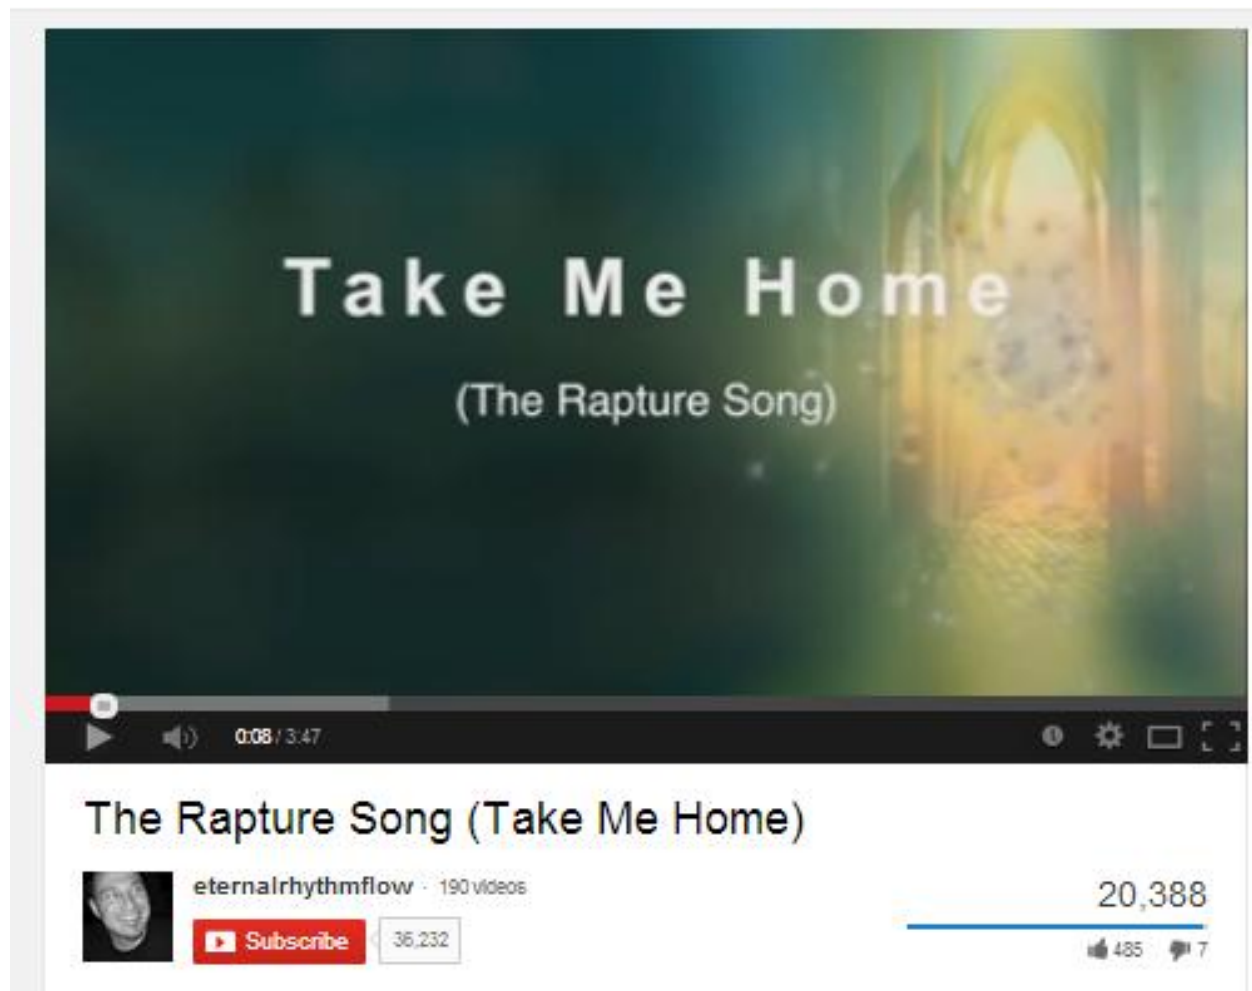 Take Me Home
(The Rapture Song)
0:08 / 3:47
The Rapture Song (Take Me Home)
eternalrhythmflow · 190 videos
Subscribe 36,232
20,388
485 7